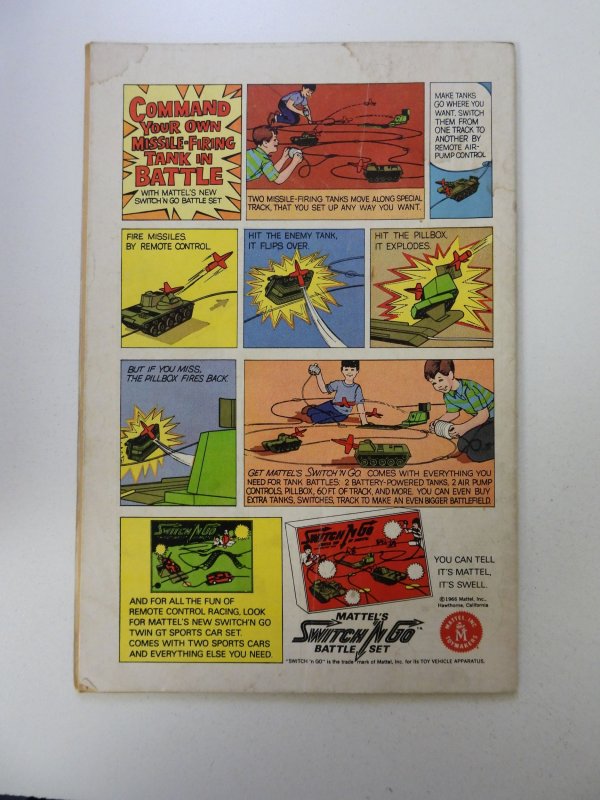 COMMAND
YOUR OWN
MISSILE-FIRING
TANK IN
BATTLE
WITH MATTEL'S NEW
SWITCH'N GO BATTLE SET
TWO MISSILE-FIRING TANKS MOVE ALONG SPECIAL
TRACK, THAT YOU SET UP ANY WAY YOU WANT.
MAKE TANKS
GO WHERE YOU
WANT. SWITCH
THEM FROM
ONE TRACK TO
ANOTHER BY
REMOTE AIR-
PUMP CONTROL
FIRE MISSILES
BY REMOTE CONTROL.
HIT THE ENEMY TANK,
IT FLIPS OVER.
HIT THE PILLBOX,
IT EXPLODES.
BUT IF YOU MISS,
THE PILLBOX FIRES BACK.
GET MATTEL'S SWITCH 'N GO COMES WITH EVERYTHING YOU
NEED FOR TANK BATTLES: 2 BATTERY-POWERED TANKS, 2 AIR PUMP
CONTROLS, PILLBOX, 60 FT OF TRACK, AND MORE. YOU CAN EVEN BUY
EXTRA TANKS, SWITCHES, TRACK TO MAKE AN EVEN BIGGER BATTLEFIELD.
SWITCH 'N GO
AND FOR ALL THE FUN OF
REMOTE CONTROL RACING, LOOK
FOR MATTEL'S NEW SWITCH'N GO
TWIN GT SPORTS CAR SET.
COMES WITH TWO SPORTS CARS
AND EVERYTHING ELSE YOU NEED.
SWITCH 'N GO
MATTEL'S
SWITCH 'N GO™
BATTLE SET
YOU CAN TELL
IT'S MATTEL,
IT'S SWELL.
©1966 Mattel, Inc.,
Hawthorne, California
MATTEL, INC.
M
TOYMAKERS
"SWITCH 'n GO" is the trade mark of Mattel, Inc. for its TOY VEHICLE APPARATUS.